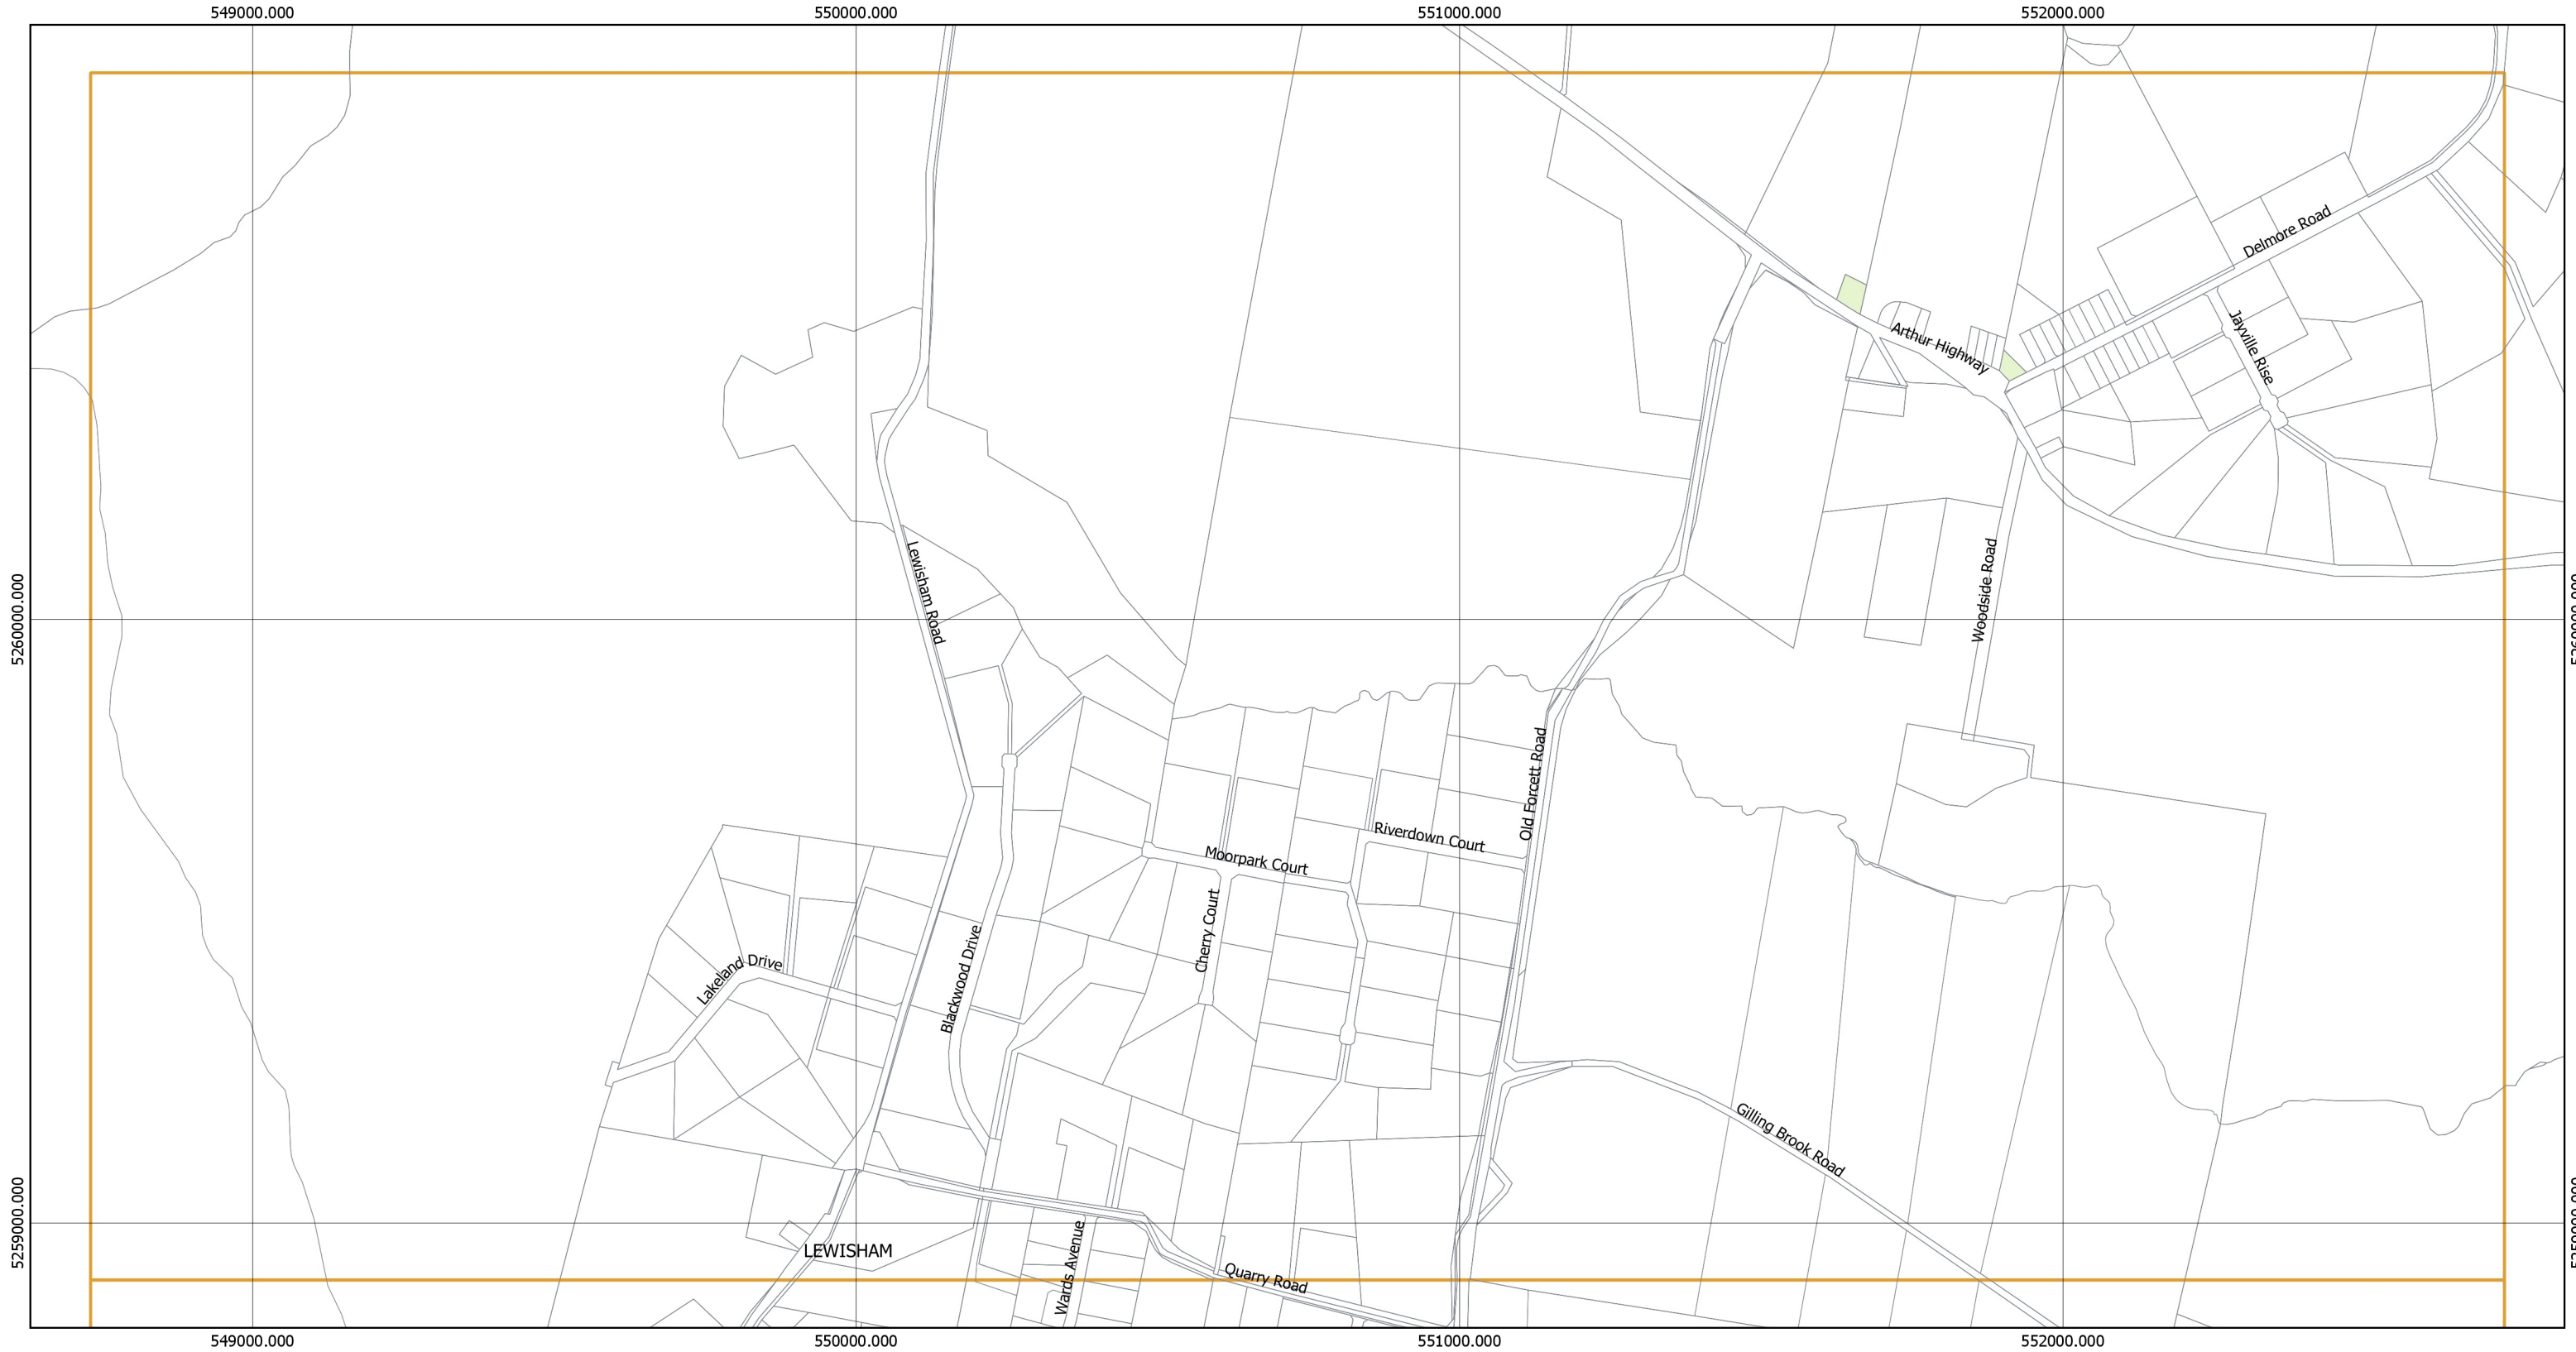 549000.000
550000.000
551000.000
552000.000
Delmore Road
Arthur Highway
Jayville Rise
Lewisham Road
Woodside Road
5260000.000
Old Forcett Road
Riverdown Court
Moorpark Court
Cherry Court
Lakeland Drive
Blackwood Drive
Gilling Brook Road
5259000.000
LEWISHAM
Wards Avenue
Quarry Road
549000.000
550000.000
551000.000
552000.000